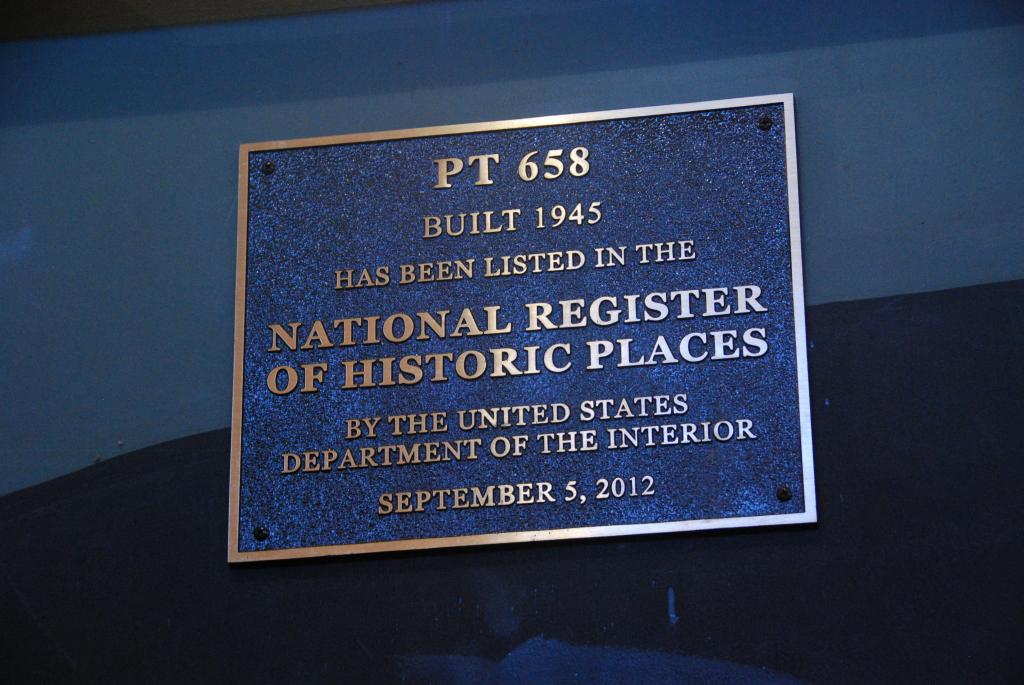 PT 658
BUILT 1945
HAS BEEN LISTED IN THE
NATIONAL REGISTER
OF HISTORIC PLACES
BY THE UNITED STATES
DEPARTMENT OF THE INTERIOR
SEPTEMBER 5, 2012